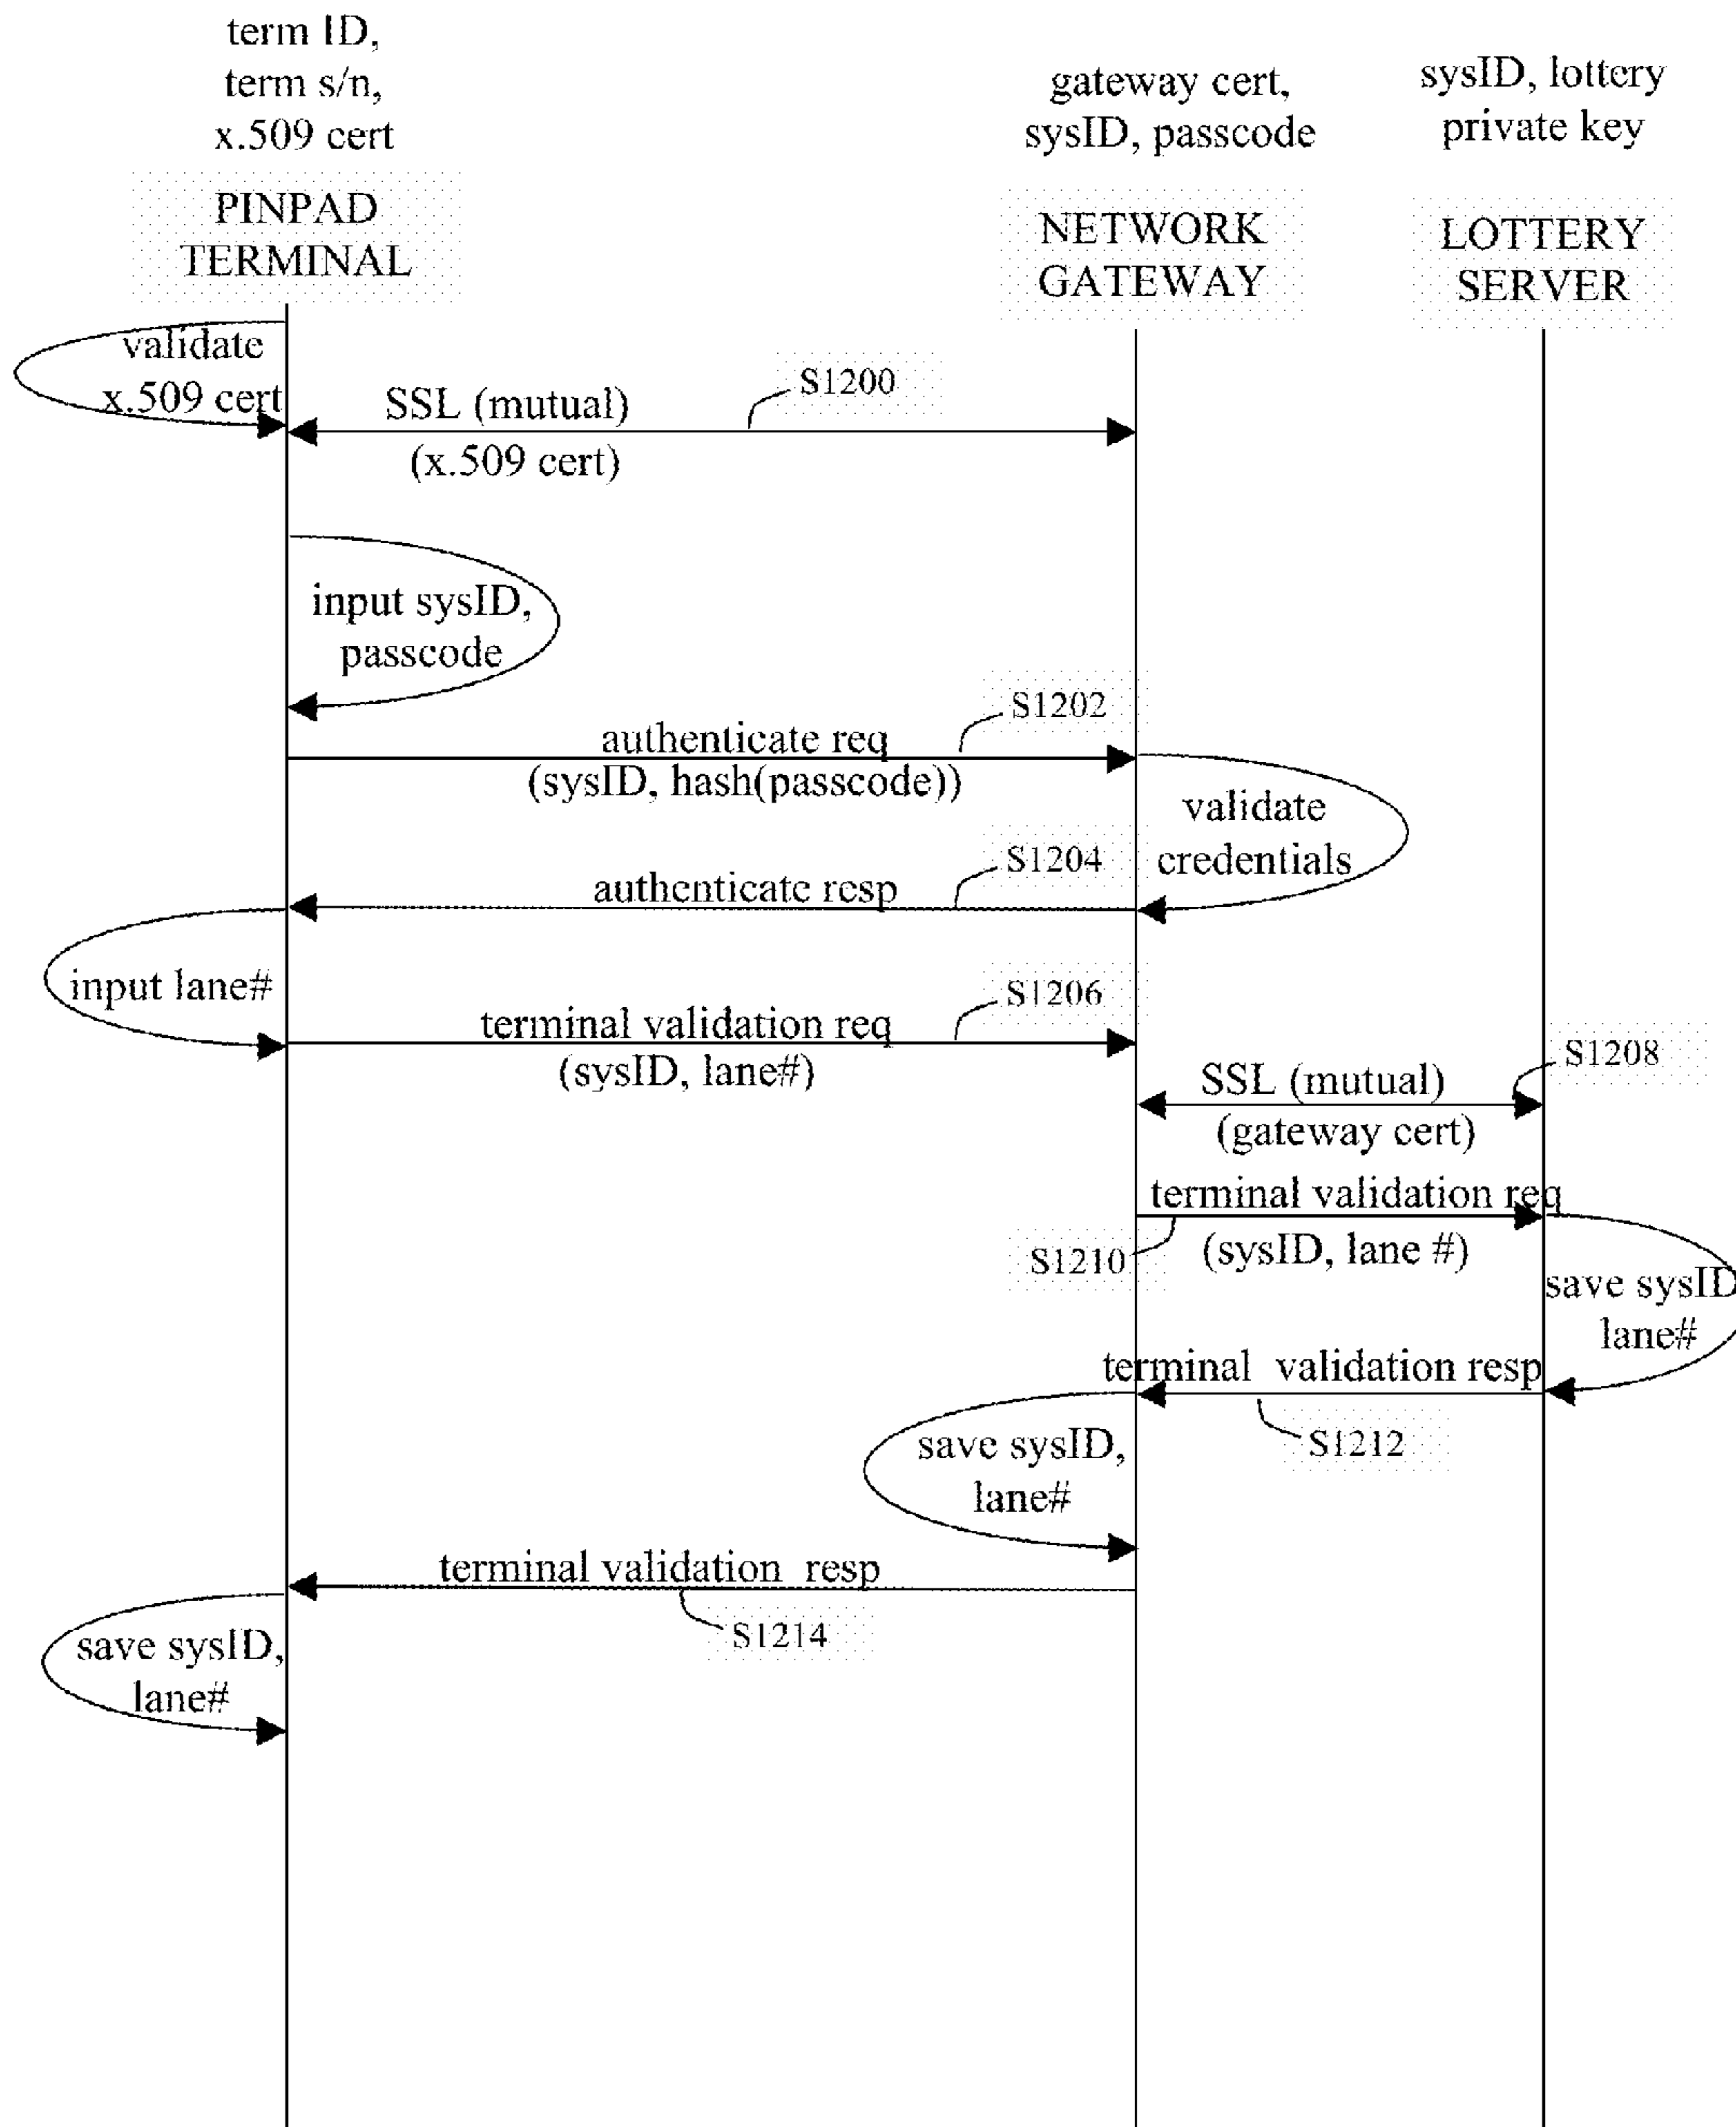 term ID,
term s/n,
x.509 cert
gateway cert,
sysID, passcode
sysID, lottery
private key
PINPAD
TERMINAL
NETWORK
GATEWAY
LOTTERY
SERVER
validate
x.509 cert
S1200
SSL (mutual)
(x.509 cert)
input sysID,
passcode
S1202
authenticate req
(sysID, hash(passcode))
validate
credentials
S1204
authenticate resp
input lane#
S1206
terminal validation req
(sysID, lane#)
S1208
SSL (mutual)
(gateway cert)
terminal validation req
S1210
(sysID, lane #)
save sysID
lane#
terminal validation resp
S1212
save sysID,
lane#
terminal validation resp
S1214
save sysID,
lane#